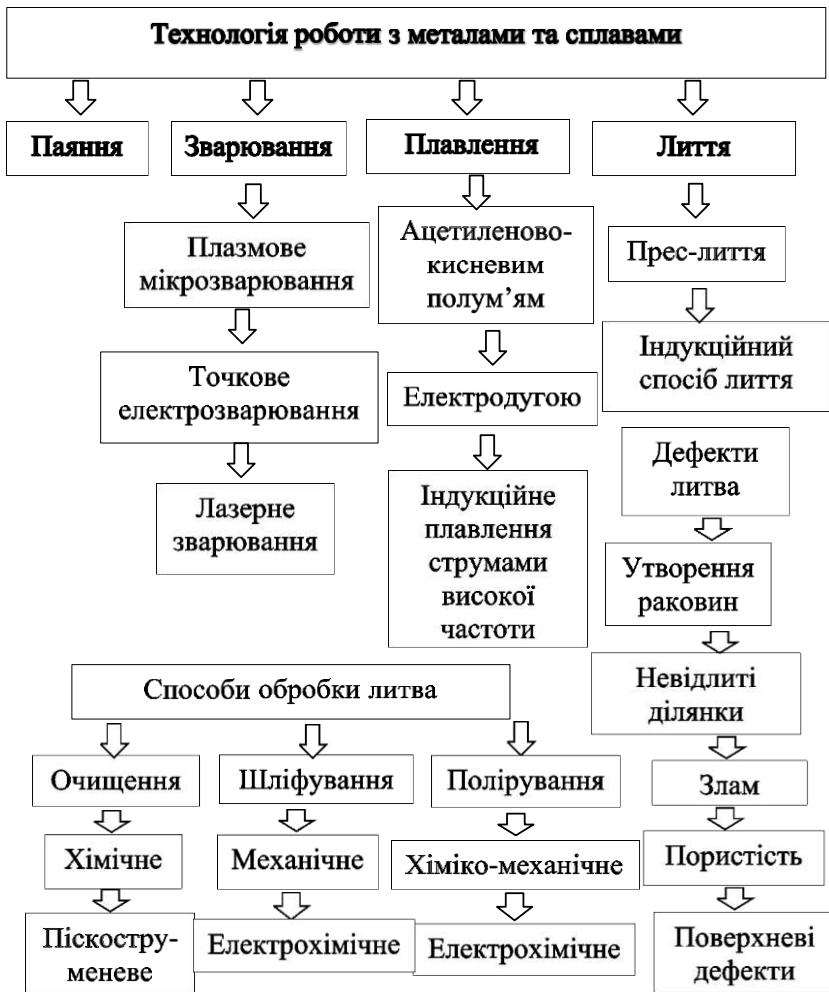 Технологія роботи з металами та сплавами
Паяння
Зварювання
Плавлення
Лиття
Плазмове
мікрозварювання
Точкове
електрозварювання
Лазерне
зварювання
Ацетиленово-
кисневим
полум’ям
Електродугою
Індукційне
плавлення
струмами
високої
частоти
Прес-лиття
Індукційний
спосіб лиття
Дефекти
литва
Утворення
раковин
Невідлиті
ділянки
Злам
Пористість
Поверхневі
дефекти
Способи обробки литва
Очищення
Хімічне
Піскостру-
меневе
Шліфування
Механічне
Електрохімічне
Полірування
Хіміко-механічне
Електрохімічне